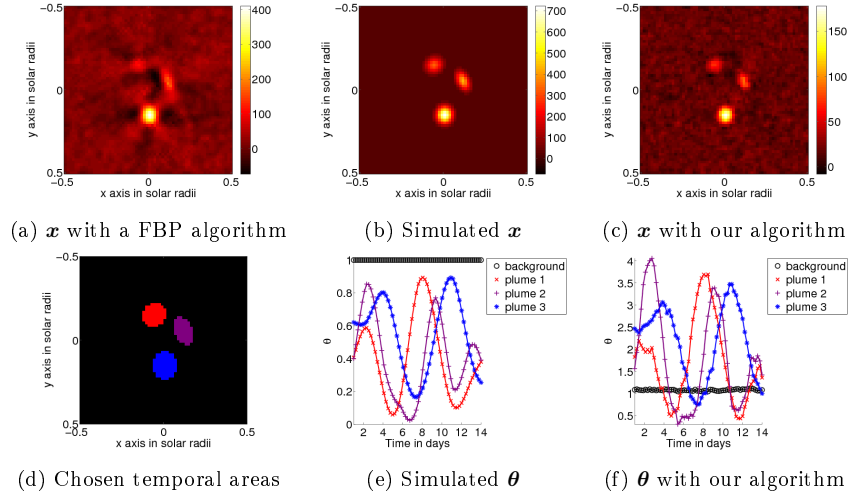 -0.5
0
0.5
-0.5
0
0.5
y axis in solar radii
x axis in solar radii
400
300
200
100
0
(a) x with a FBP algorithm
-0.5
0
0.5
-0.5
0
0.5
y axis in solar radii
x axis in solar radii
700
600
500
400
300
200
100
0
(b) Simulated x
-0.5
0
0.5
-0.5
0
0.5
y axis in solar radii
x axis in solar radii
150
100
50
0
(c) x with our algorithm
-0.5
0
0.5
-0.5
0
0.5
y axis in solar radii
x axis in solar radii
(d) Chosen temporal areas
1
0.8
0.6
0.4
0.2
0
θ
2 4 6 8 10 12 14
Time in days
background
plume 1
plume 2
plume 3
(e) Simulated θ
4
3.5
3
2.5
2
1.5
1
0.5
θ
2 4 6 8 10 12 14
Time in days
background
plume 1
plume 2
plume 3
(f) θ with our algorithm